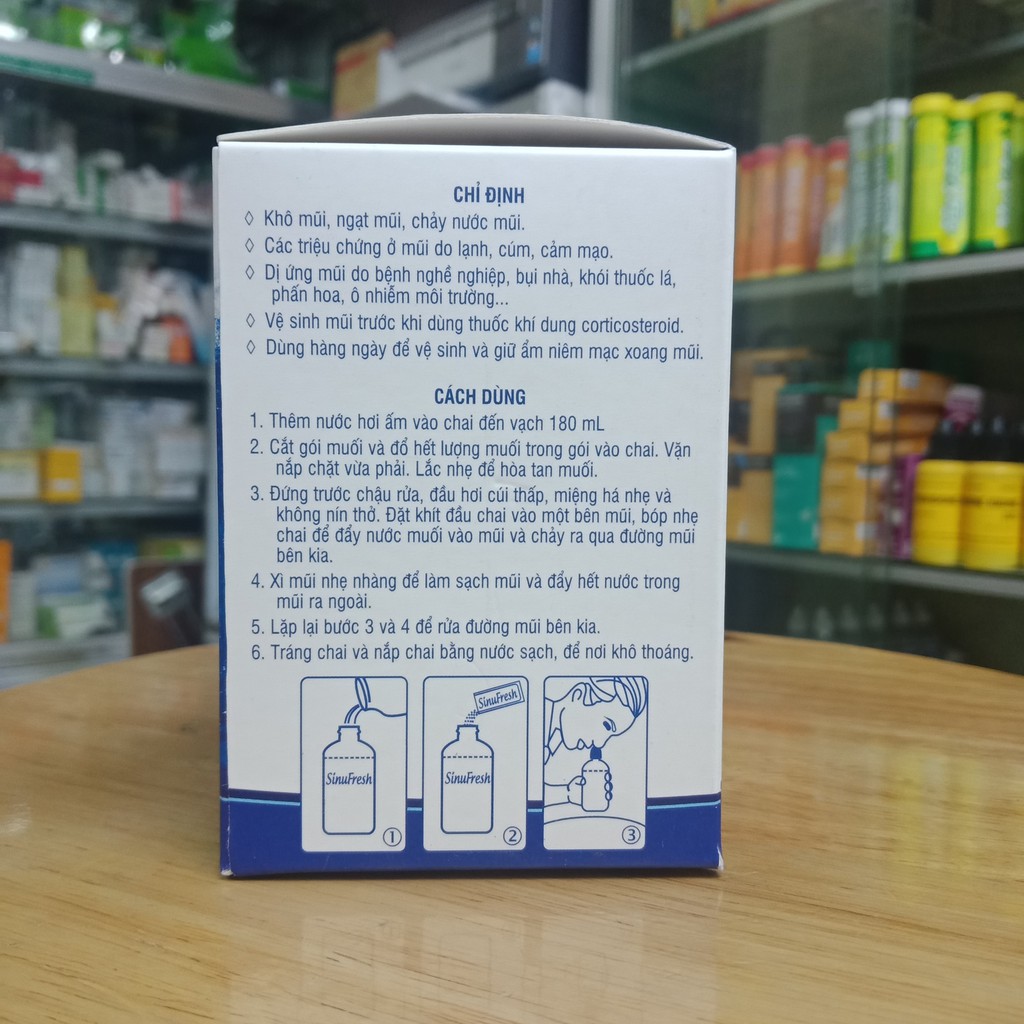 CHỈ ĐỊNH
◊ Khô mũi, ngạt mũi, chảy nước mũi.
◊ Các triệu chứng ở mũi do lạnh, cúm, cảm mạo.
◊ Dị ứng mũi do bệnh nghề nghiệp, bụi nhà, khói thuốc lá,
phấn hoa, ô nhiễm môi trường...
◊ Vệ sinh mũi trước khi dùng thuốc khí dung corticosteroid.
◊ Dùng hàng ngày để vệ sinh và giữ ẩm niêm mạc xoang mũi.
CÁCH DÙNG
1. Thêm nước hơi ấm vào chai đến vạch 180 mL
2. Cắt gói muối và đổ hết lượng muối trong gói vào chai. Vặn
nắp chặt vừa phải. Lắc nhẹ để hòa tan muối.
3. Đứng trước chậu rửa, đầu hơi cúi thấp, miệng há nhẹ và
không nín thở. Đặt khít đầu chai vào một bên mũi, bóp nhẹ
chai để đẩy nước muối vào mũi và chảy ra qua đường mũi
bên kia.
4. Xì mũi nhẹ nhàng để làm sạch mũi và đẩy hết nước trong
mũi ra ngoài.
5. Lặp lại bước 3 và 4 để rửa đường mũi bên kia.
6. Tráng chai và nắp chai bằng nước sạch, để nơi khô thoáng.
SinuFresh
SinuFresh
SinuFresh
1
2
3